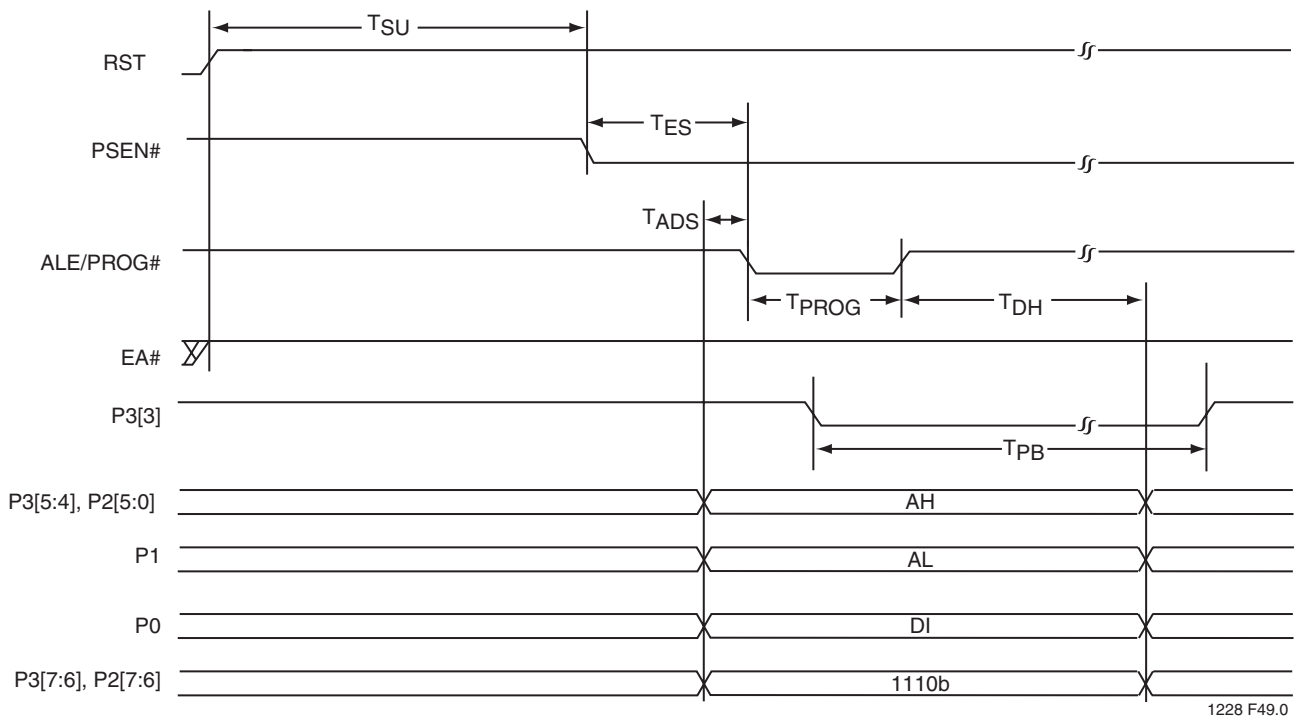 TSU
RST
TES
PSEN#
TADS
ALE/PROG#
TPROG
TDH
EA#
P3[3]
TPB
P3[5:4], P2[5:0]
AH
P1
AL
P0
DI
P3[7:6], P2[7:6]
1110b
1228 F49.0